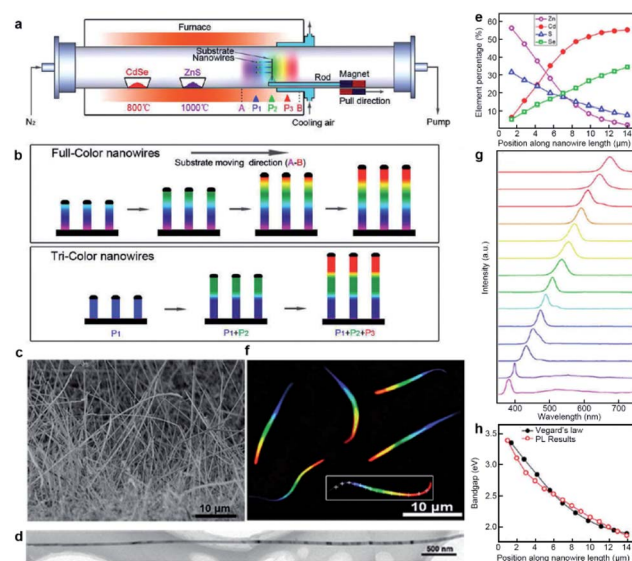 a
Furnace
Substrate
Nanowires
CdSe
ZnS
Rod
Magnet
Pull direction
800℃
1000℃
A P₁ P₂ P₃ B
N₂
Cooling air
Pump
b
Full-Color nanowires
Substrate moving direction (A-B)
Tri-Color nanowires
P₁
P₁+P₂
P₁+P₂+P₃
c
10 µm
d
500 nm
e
Zn
Cd
S
Se
Element percentage (%)
60
50
40
30
20
10
0
0 2 4 6 8 10 12 14
Position along nanowire length (µm)
f
10 µm
g
Intensity (a.u.)
400 500 600 700
Wavelength (nm)
h
Vegard's law
PL Results
Bandgap (eV)
3.5
3.0
2.5
2.0
0 2 4 6 8 10 12 14
Position along nanowire length (µm)